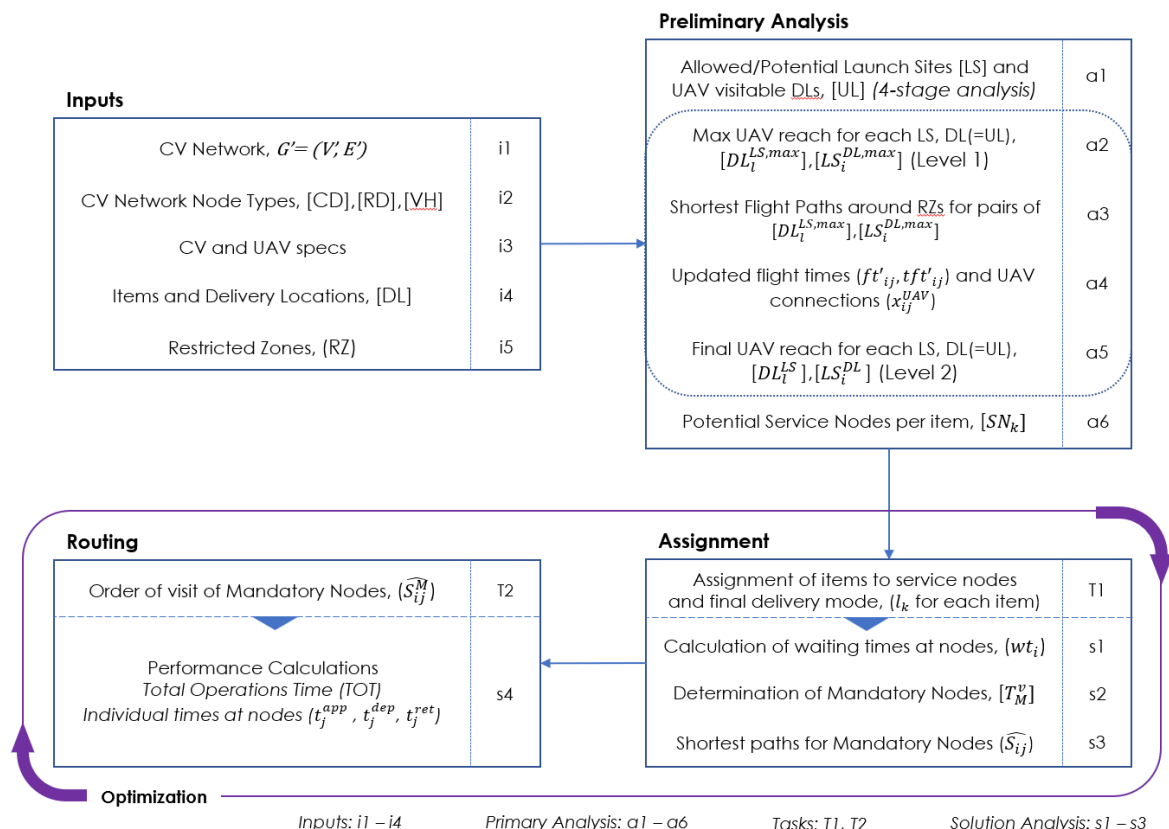 Preliminary Analysis
Allowed/Potential Launch Sites [LS] and
UAV visitable DLs, [UL] (4-stage analysis)
a1
Max UAV reach for each LS, DL(=UL),
[DL_l^{LS,max}],[LS_i^{DL,max}] (Level 1)
a2
Shortest Flight Paths around RZs for pairs of
[DL_l^{LS,max}],[LS_i^{DL,max}]
a3
Updated flight times (ft'_{ij}, tft'_{ij}) and UAV
connections (x_{ij}^{UAV})
a4
Final UAV reach for each LS, DL(=UL),
[DL_l^{LS}],[LS_i^{DL}] (Level 2)
a5
Potential Service Nodes per item, [SN_k]
a6
Inputs
CV Network, G'= (V', E')
i1
CV Network Node Types, [CD],[RD],[VH]
i2
CV and UAV specs
i3
Items and Delivery Locations, [DL]
i4
Restricted Zones, (RZ)
i5
Routing
Order of visit of Mandatory Nodes, (\widehat{S_{ij}^M})
T2
Performance Calculations
Total Operations Time (TOT)
Individual times at nodes (t_j^{app} , t_j^{dep}, t_j^{ret})
s4
Assignment
Assignment of items to service nodes
and final delivery mode, (l_k for each item)
T1
Calculation of waiting times at nodes, (wt_i)
s1
Determination of Mandatory Nodes, [T_M^v]
s2
Shortest paths for Mandatory Nodes (\widehat{S_{ij}})
s3
Optimization
Inputs: i1 – i4
Primary Analysis: a1 – a6
Tasks: T1, T2
Solution Analysis: s1 – s3